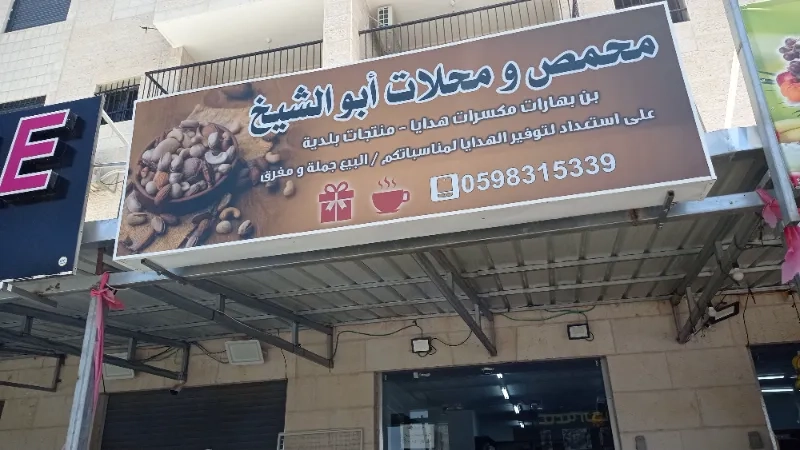 محمص و محلات أبو الشيخ
بن بهارات مكسرات هدايا - منتجات بلدية
على استعداد لتوفير الهدايا لمناسباتكم / البيع جملة و مفرق
0598315339
E